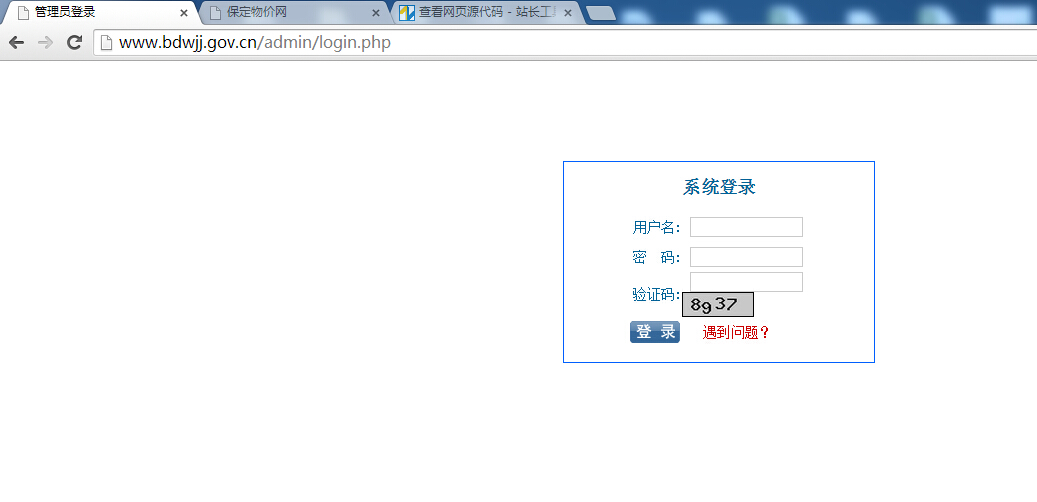 管理员登录
保定物价网
查看网页源代码 - 站长工
www.bdwjj.gov.cn/admin/login.php
系统登录
用户名：
密 码：
验证码：
8937
登 录 遇到问题？